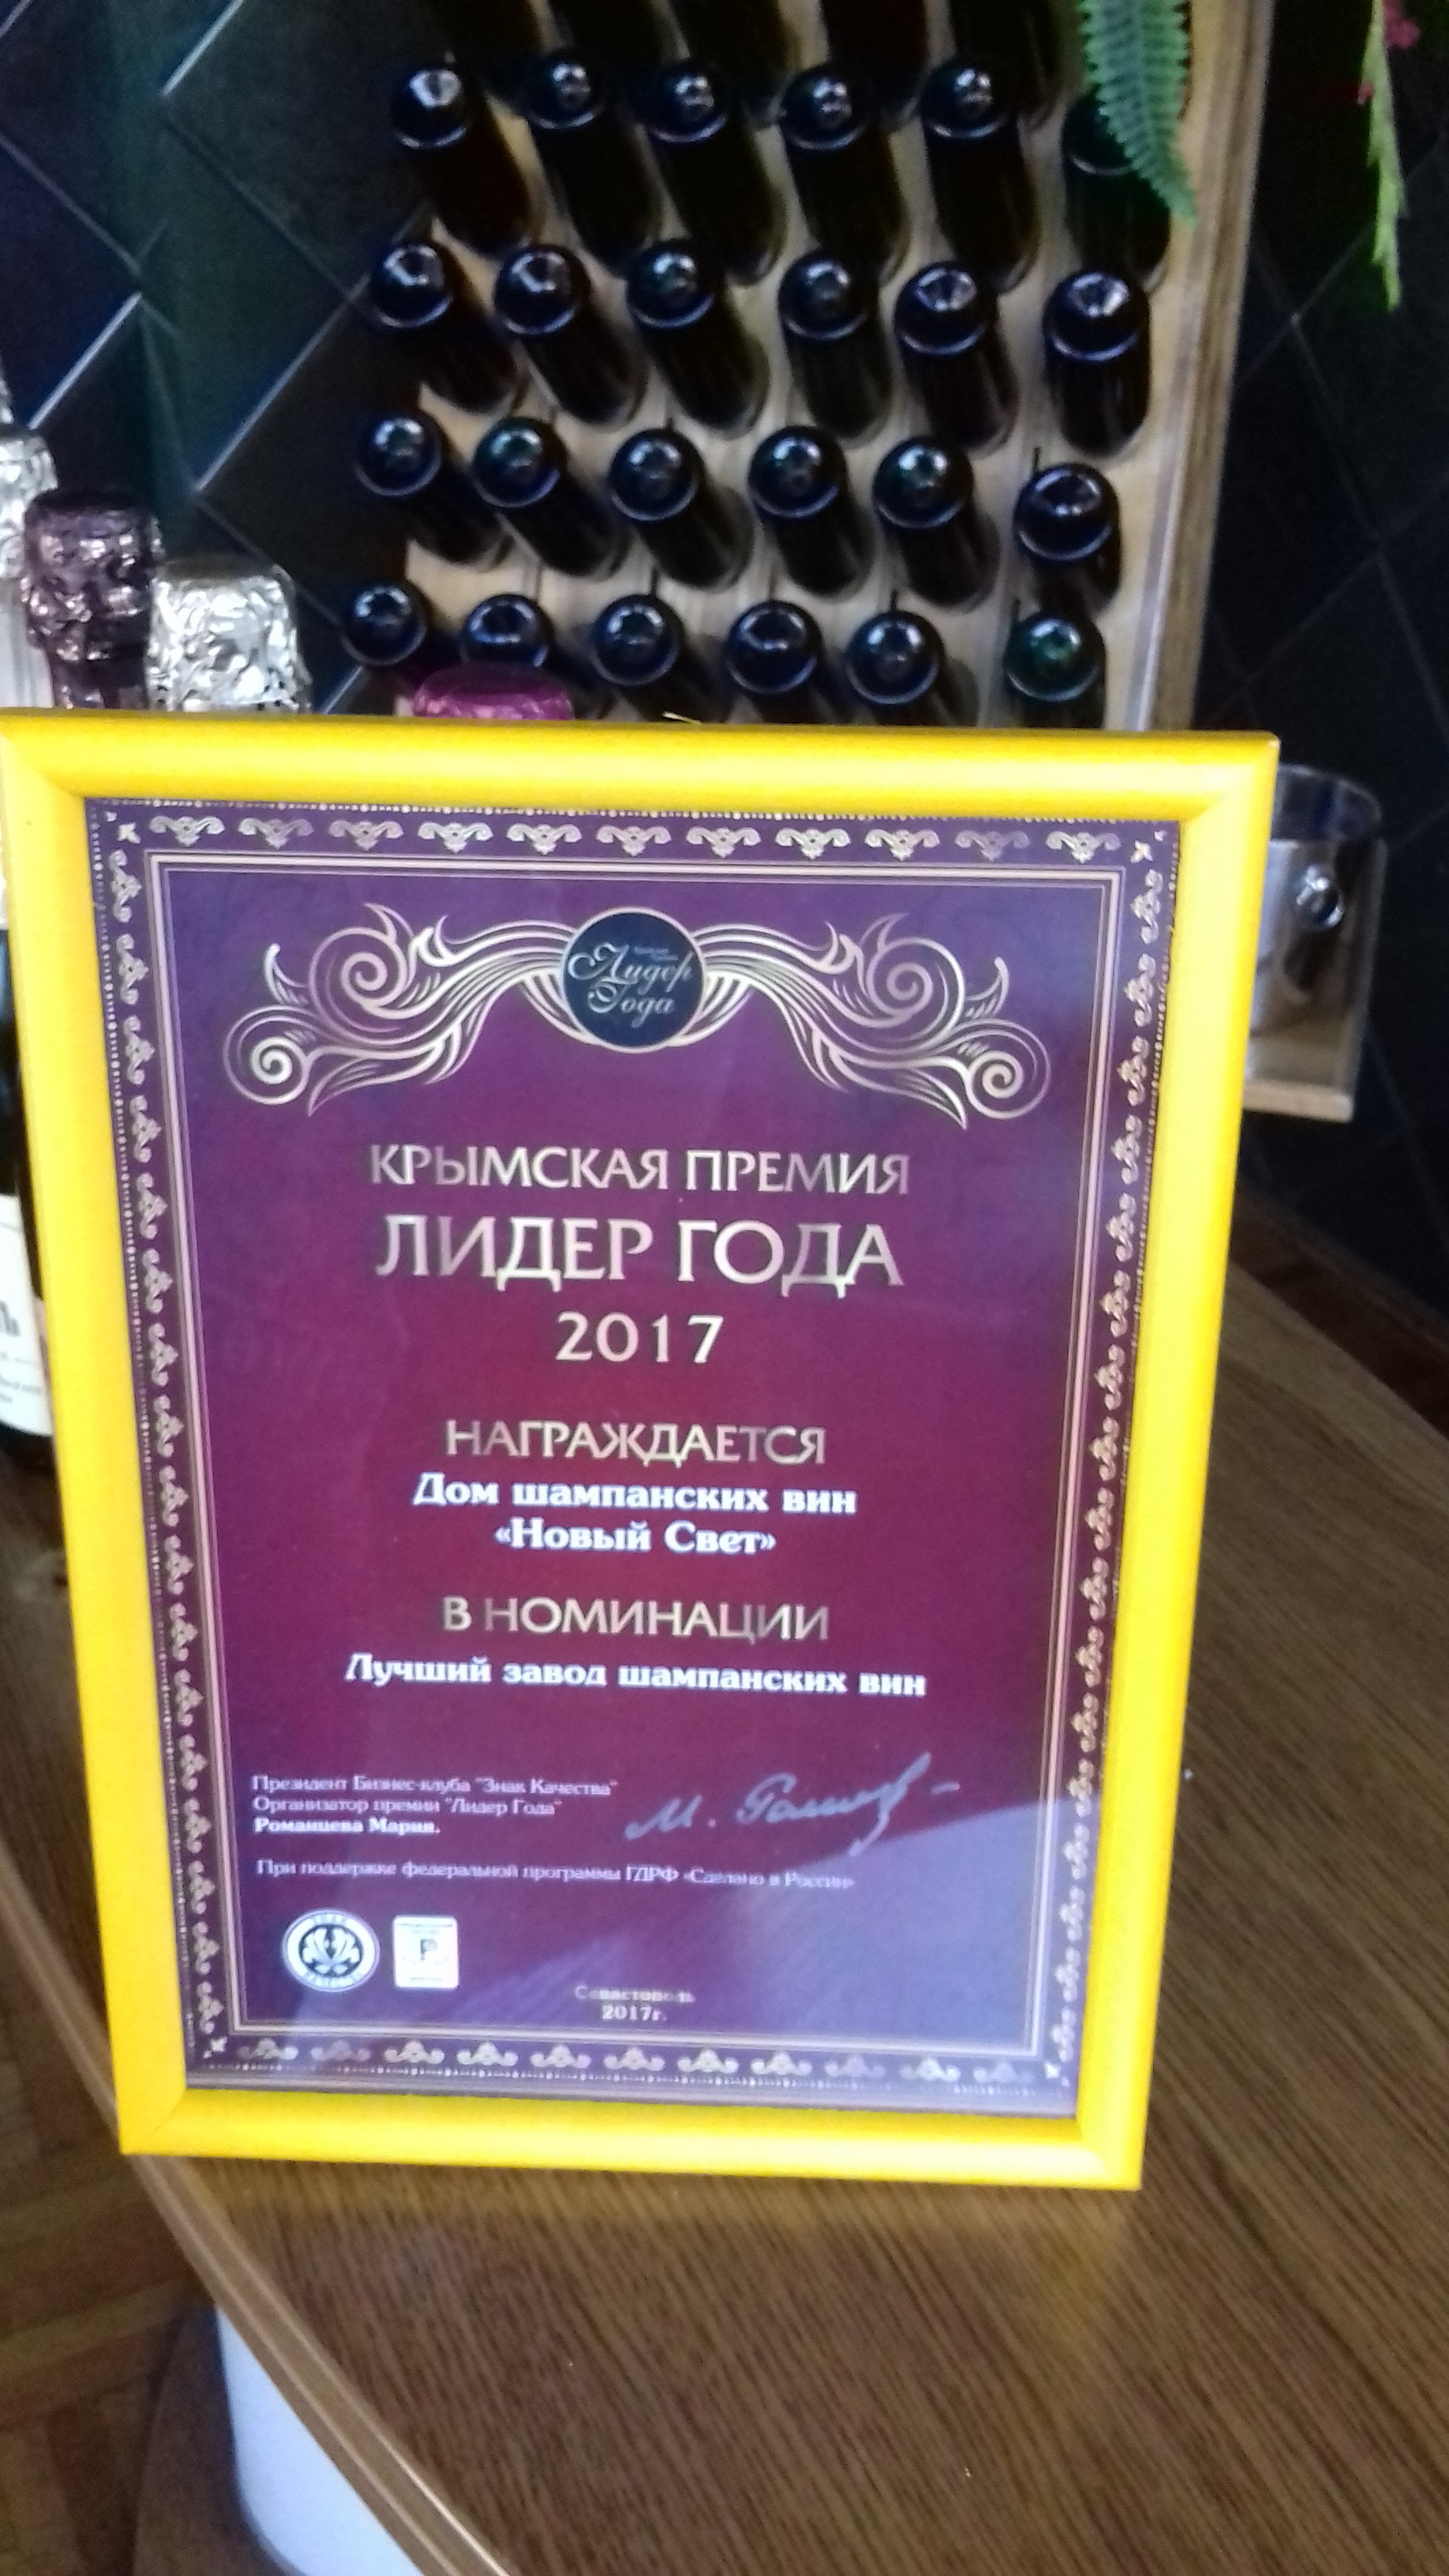 Лидер
Года
КРЫМСКАЯ ПРЕМИЯ
ЛИДЕР ГОДА
2017
НАГРАЖДАЕТСЯ
Дом шампанских вин
«Новый Свет»
В НОМИНАЦИИ
Лучший завод шампанских вин
Президент Бизнес-клуба "Знак Качества"
Организатор премии "Лидер Года"
Романцева Мария.
При поддержке федеральной программы ГДРФ «Сделано в России»
Р
Севастополь
2017г.